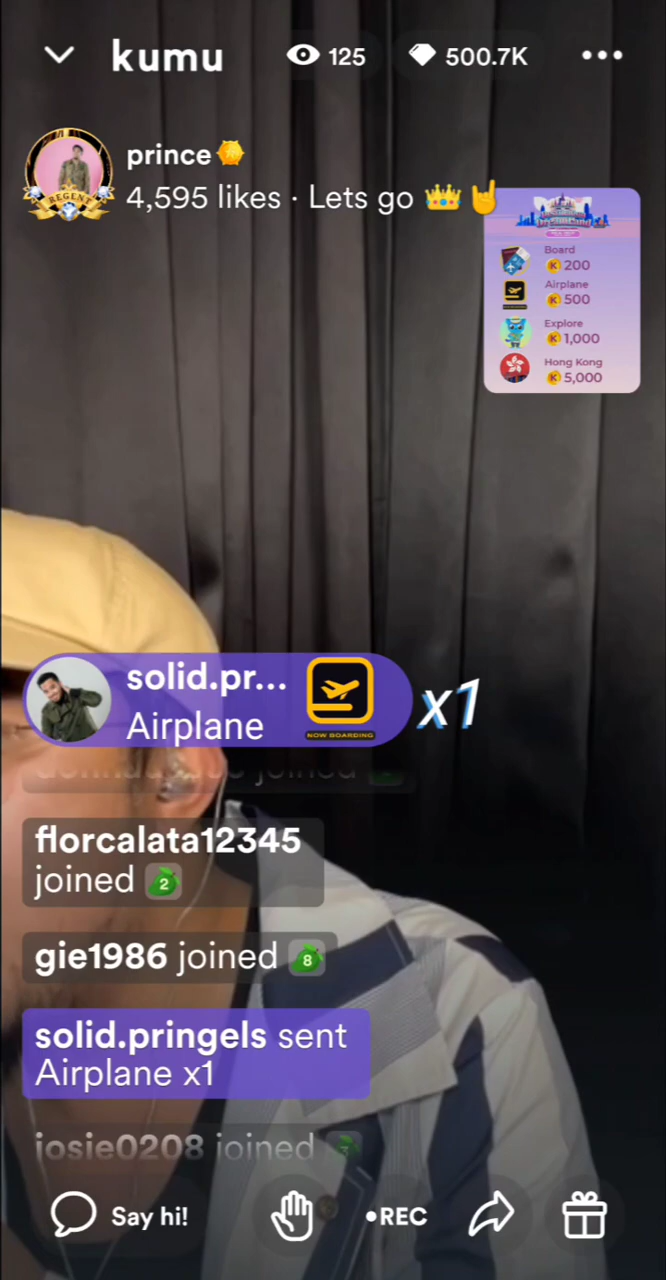 kumu
125
500.7K
prince
4,595 likes · Lets go
REGENT
Board
200
Airplane
500
Explore
1,000
Hong Kong
5,000
solid.pr...
Airplane
NOW BOARDING
x1
joined
florcalata12345
joined 2
gie1986 joined 8
solid.pringels sent
Airplane x1
josie0208 joined
Say hi!
•REC